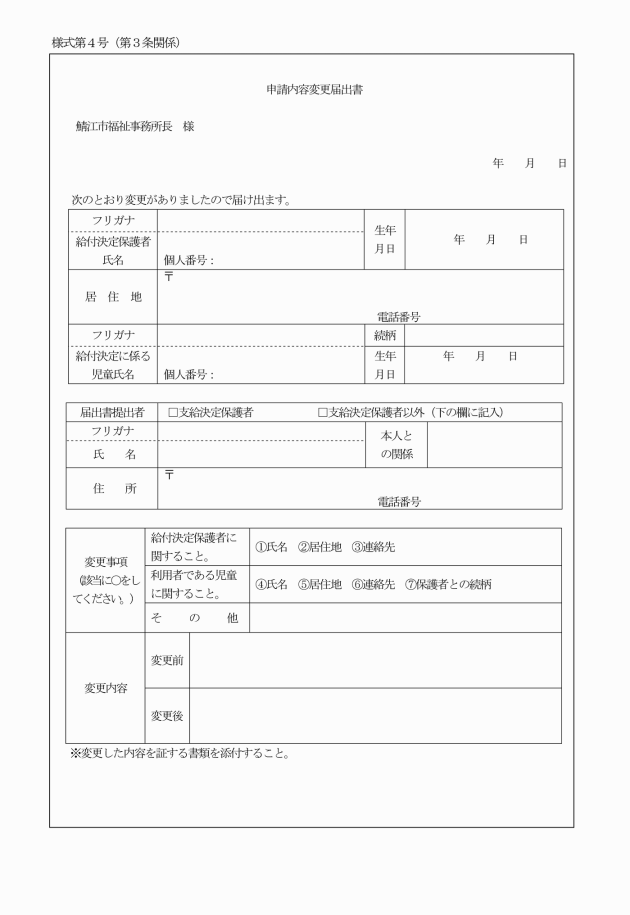 様式第４号（第３条関係）
申請内容変更届出書
鯖江市福祉事務所長　様
年　　月　　日
次のとおり変更がありましたので届け出ます。
フリガナ
給付決定保護者
氏名
個人番号：
生年
月日
年　　月　　日
居　住　地
〒
電話番号
フリガナ
続柄
給付決定に係る
児童氏名
個人番号：
生年
月日
年　　月　　日
届出書提出者　□支給決定保護者　　　　　　□支給決定保護者以外（下の欄に記入）
フリガナ
氏　　名
本人と
の関係
住　　所
〒
電話番号
変更事項
（該当に○をし
てください。）
給付決定保護者に
関すること。
①氏名　②居住地　③連絡先
利用者である児童
に関すること。
④氏名　⑤居住地　⑥連絡先　⑦保護者との続柄
そ　　の　　他
変更内容
変更前
変更後
※変更した内容を証する書類を添付すること。